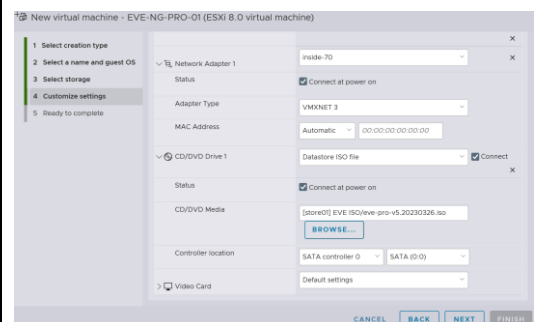 New virtual machine - EVE-NG-PRO-01 (ESXi 8.0 virtual machine)
1 Select creation type
2 Select a name and guest OS
3 Select storage
4 Customize settings
5 Ready to complete
Network Adapter 1 inside-70
Status Connect at power on
Adapter Type VMXNET 3
MAC Address Automatic 00:00:00:00:00:00
CD/DVD Drive 1 Datastore ISO file Connect
Status Connect at power on
CD/DVD Media [store01] EVE ISO/eve-pro-v5.20230326.iso
BROWSE...
Controller location SATA controller 0 SATA (0:0)
Video Card Default settings
CANCEL BACK NEXT FINISH